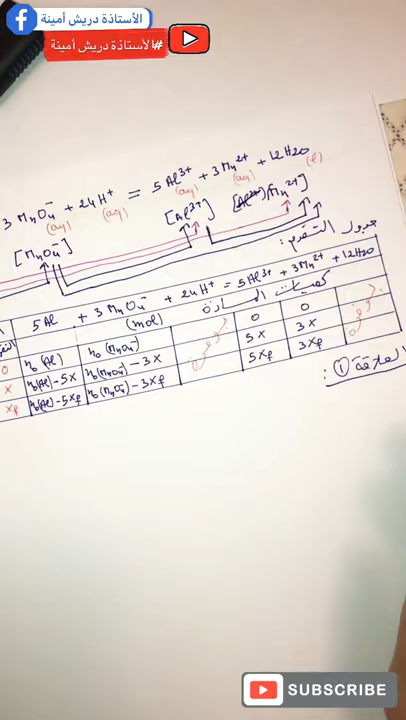 الأستاذة دريش أمينة
#الأستاذة دريش أمينة
3 MnO4⁻ + 24 H⁺ = 5 Al³⁺ + 3 Mn²⁺ + 12 H2O
(aq) (aq) (aq) (aq) (l)
[MnO4⁻] [Al³⁺] [Mn²⁺]
جدول التقدم:
5 Al + 3 MnO4⁻ + 24 H⁺ = 5 Al³⁺ + 3 Mn²⁺ + 12 H2O
كميات المادة (mol)
0 n0(Al) n0(MnO4⁻) بوفرة 0 0 بوفرة
x n0(Al)-5x n0(MnO4⁻)-3x 5x 3x
xf n0(Al)-5xf n0(MnO4⁻)-3xf 5xf 3xf
العلاقة ①:
SUBSCRIBE